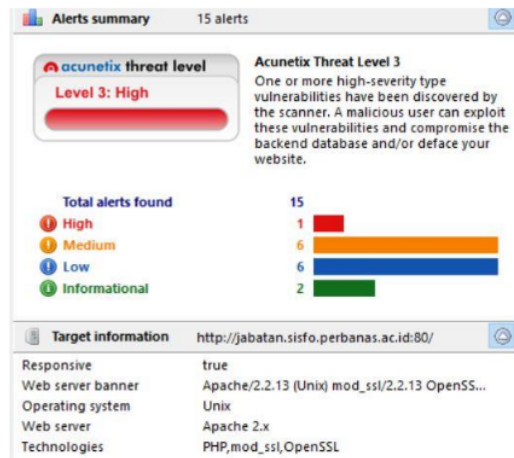 Alerts summary 15 alerts
acunetix threat level
Level 3: High
Acunetix Threat Level 3
One or more high-severity type
vulnerabilities have been discovered by
the scanner. A malicious user can exploit
these vulnerabilities and compromise the
backend database and/or deface your
website.
Total alerts found 15
High 1
Medium 6
Low 6
Informational 2
Target information http://jabatan.sisfo.perbanas.ac.id:80/
Responsive true
Web server banner Apache/2.2.13 (Unix) mod_ssl/2.2.13 OpenSS...
Operating system Unix
Web server Apache 2.x
Technologies PHP,mod_ssl,OpenSSL